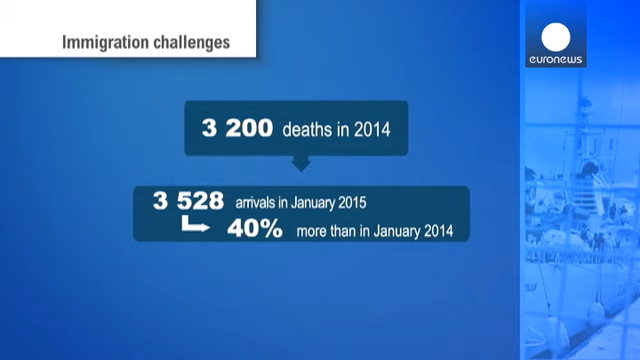 Immigration challenges
euronews
3 200 deaths in 2014
3 528 arrivals in January 2015
40% more than in January 2014